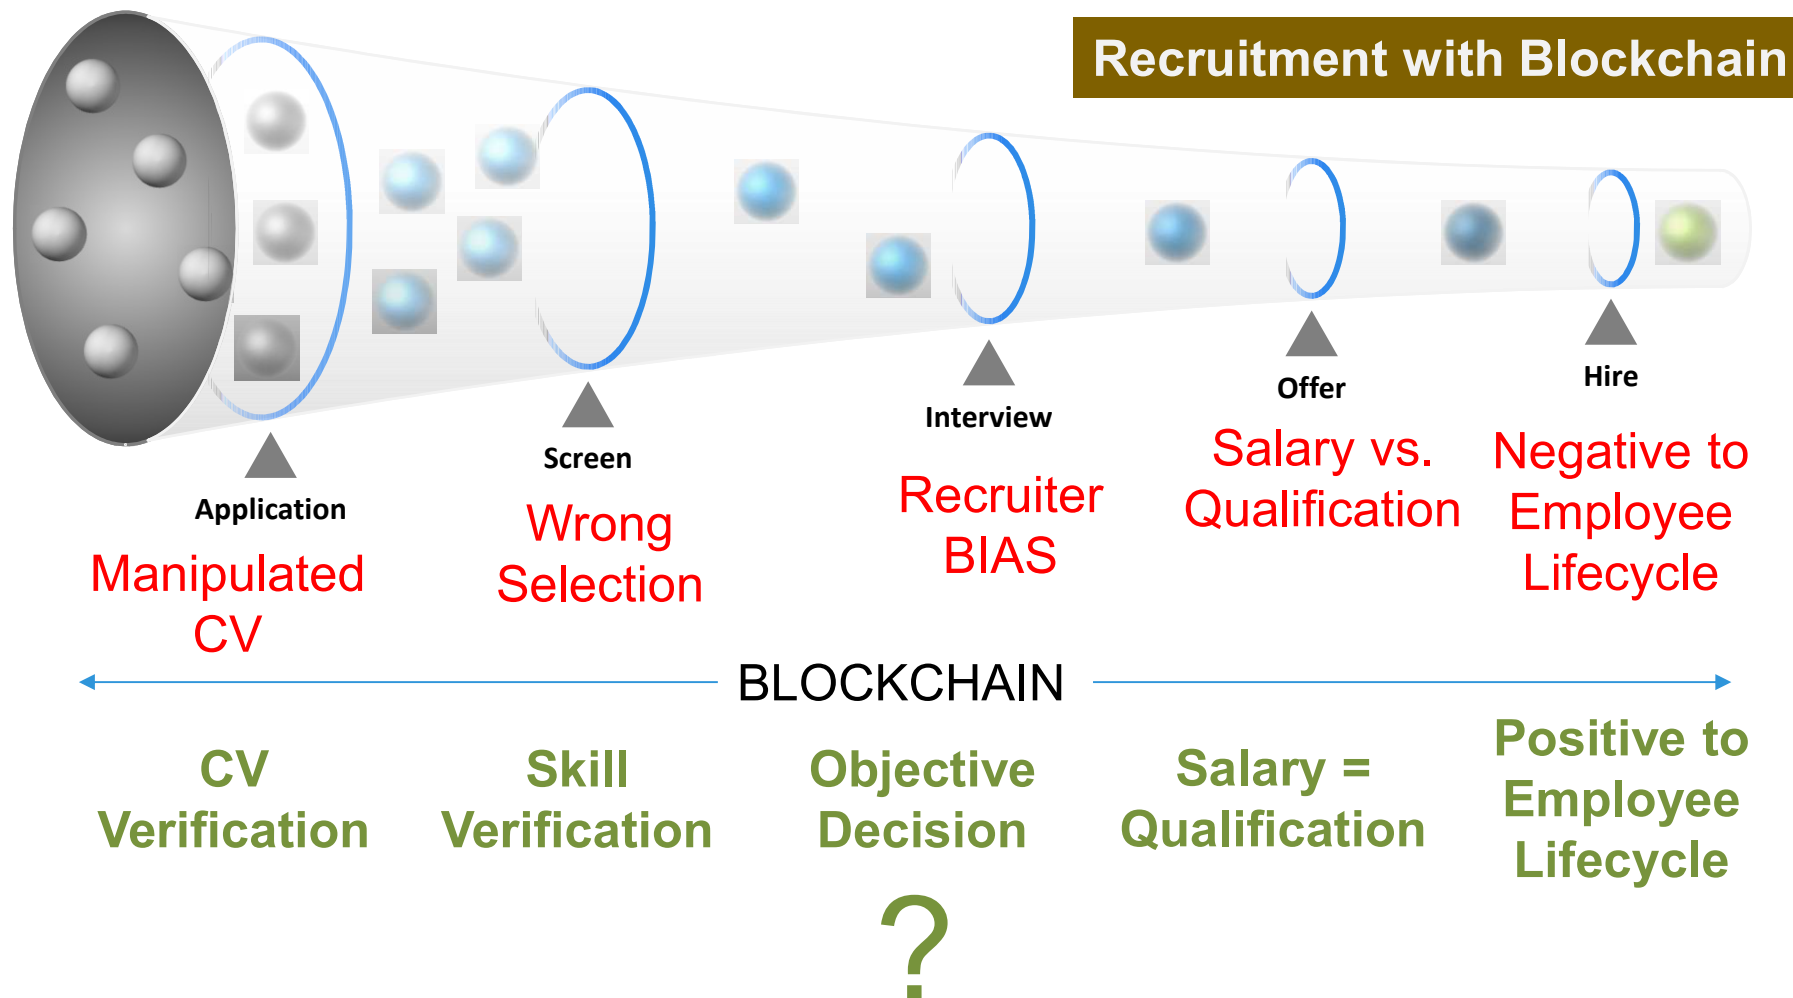 Recruitment with Blockchain
Application
Manipulated
CV
Screen
Wrong
Selection
Interview
Recruiter
BIAS
Offer
Salary vs.
Qualification
Hire
Negative to
Employee
Lifecycle
BLOCKCHAIN
CV
Verification
Skill
Verification
Objective
Decision
?
Salary =
Qualification
Positive to
Employee
Lifecycle